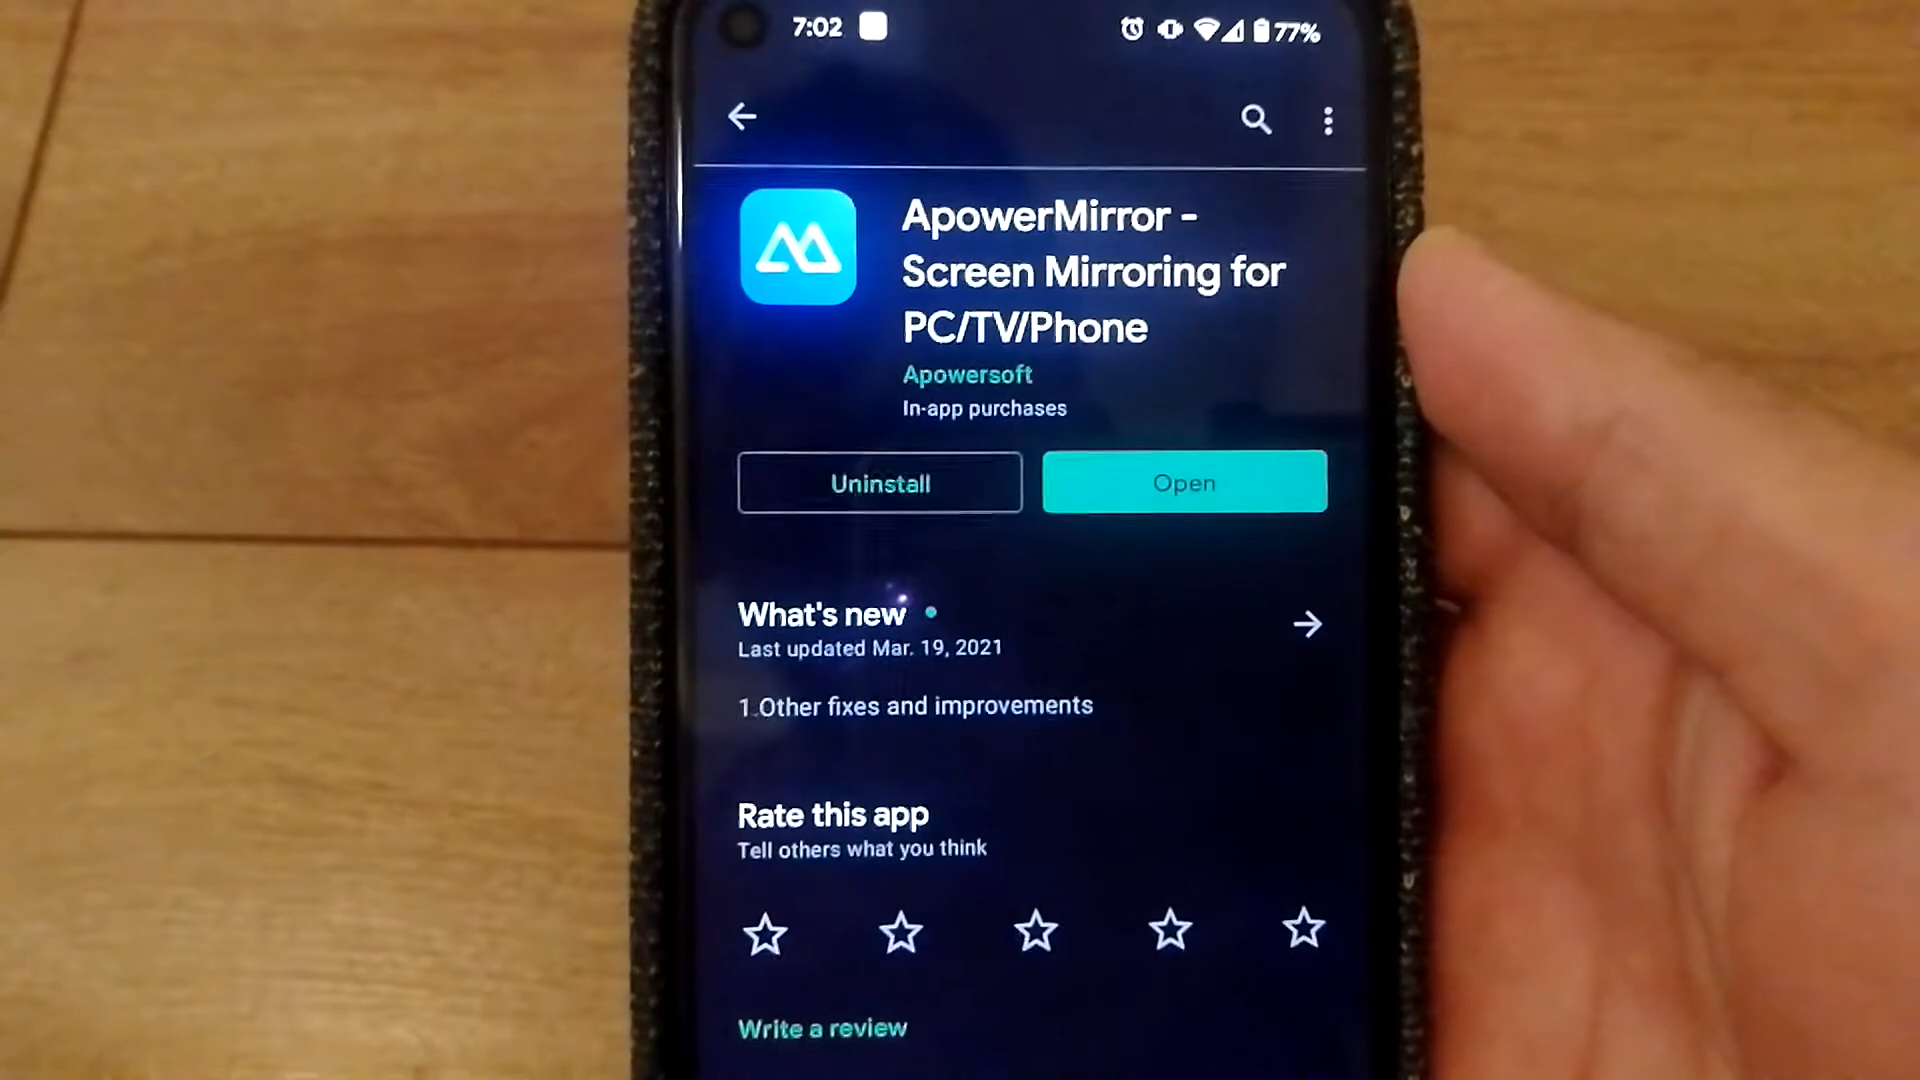 7:02
77%
ApowerMirror -
Screen Mirroring for
PC/TV/Phone
Apowersoft
In-app purchases
Uninstall
Open
What's new
Last updated Mar. 19, 2021
1.Other fixes and improvements
Rate this app
Tell others what you think
Write a review